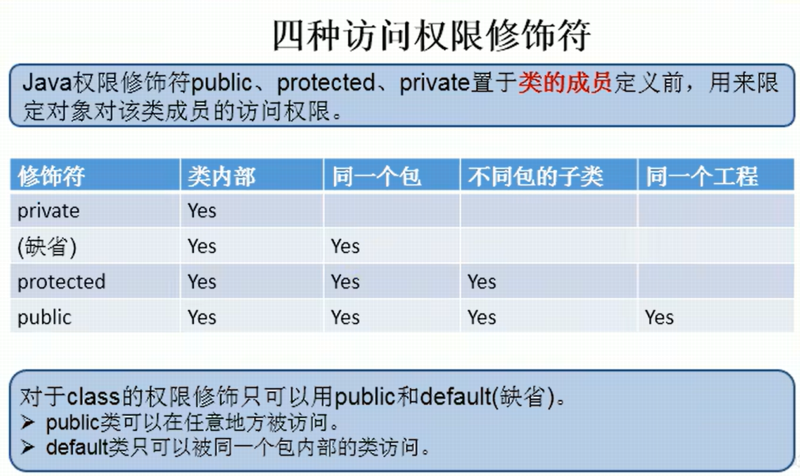 四种访问权限修饰符
Java权限修饰符public、protected、private置于类的成员定义前，用来限
定对象对该类成员的访问权限。
修饰符 类内部 同一个包 不同包的子类 同一个工程
private Yes
(缺省) Yes Yes
protected Yes Yes Yes
public Yes Yes Yes Yes
对于class的权限修饰只可以用public和default(缺省)。
➢ public类可以在任意地方被访问。
➢ default类只可以被同一个包内部的类访问。